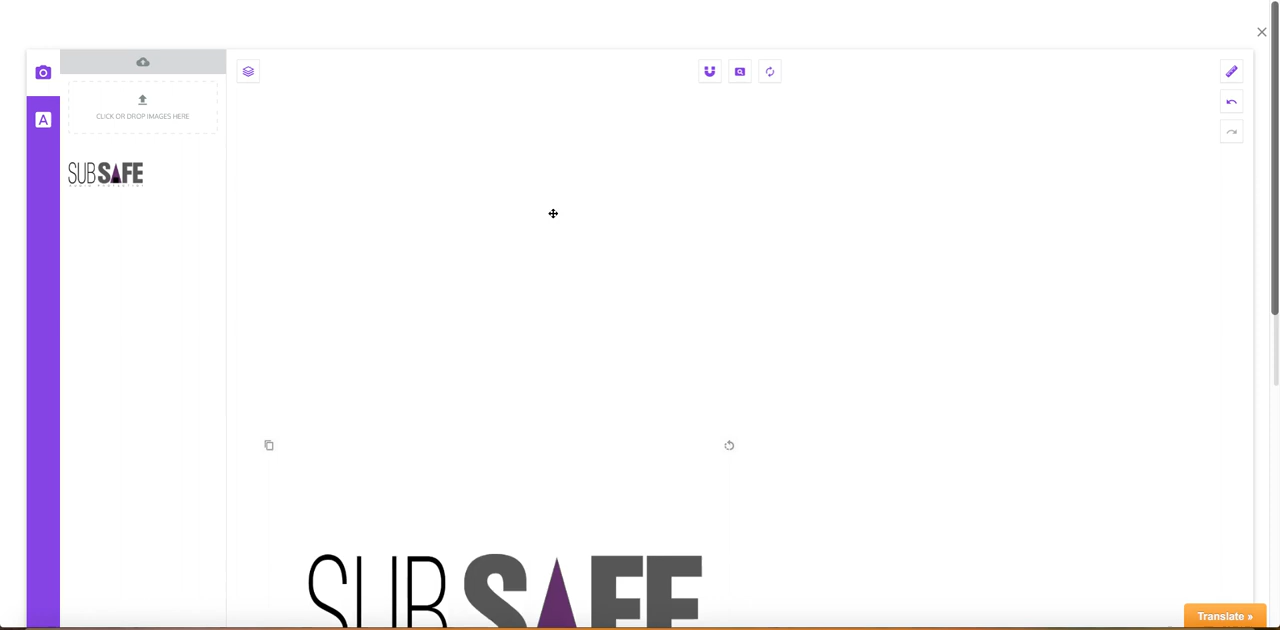 CLICK OR DROP IMAGES HERE
A
SUBSAFE
SUBSAFE
Translate »